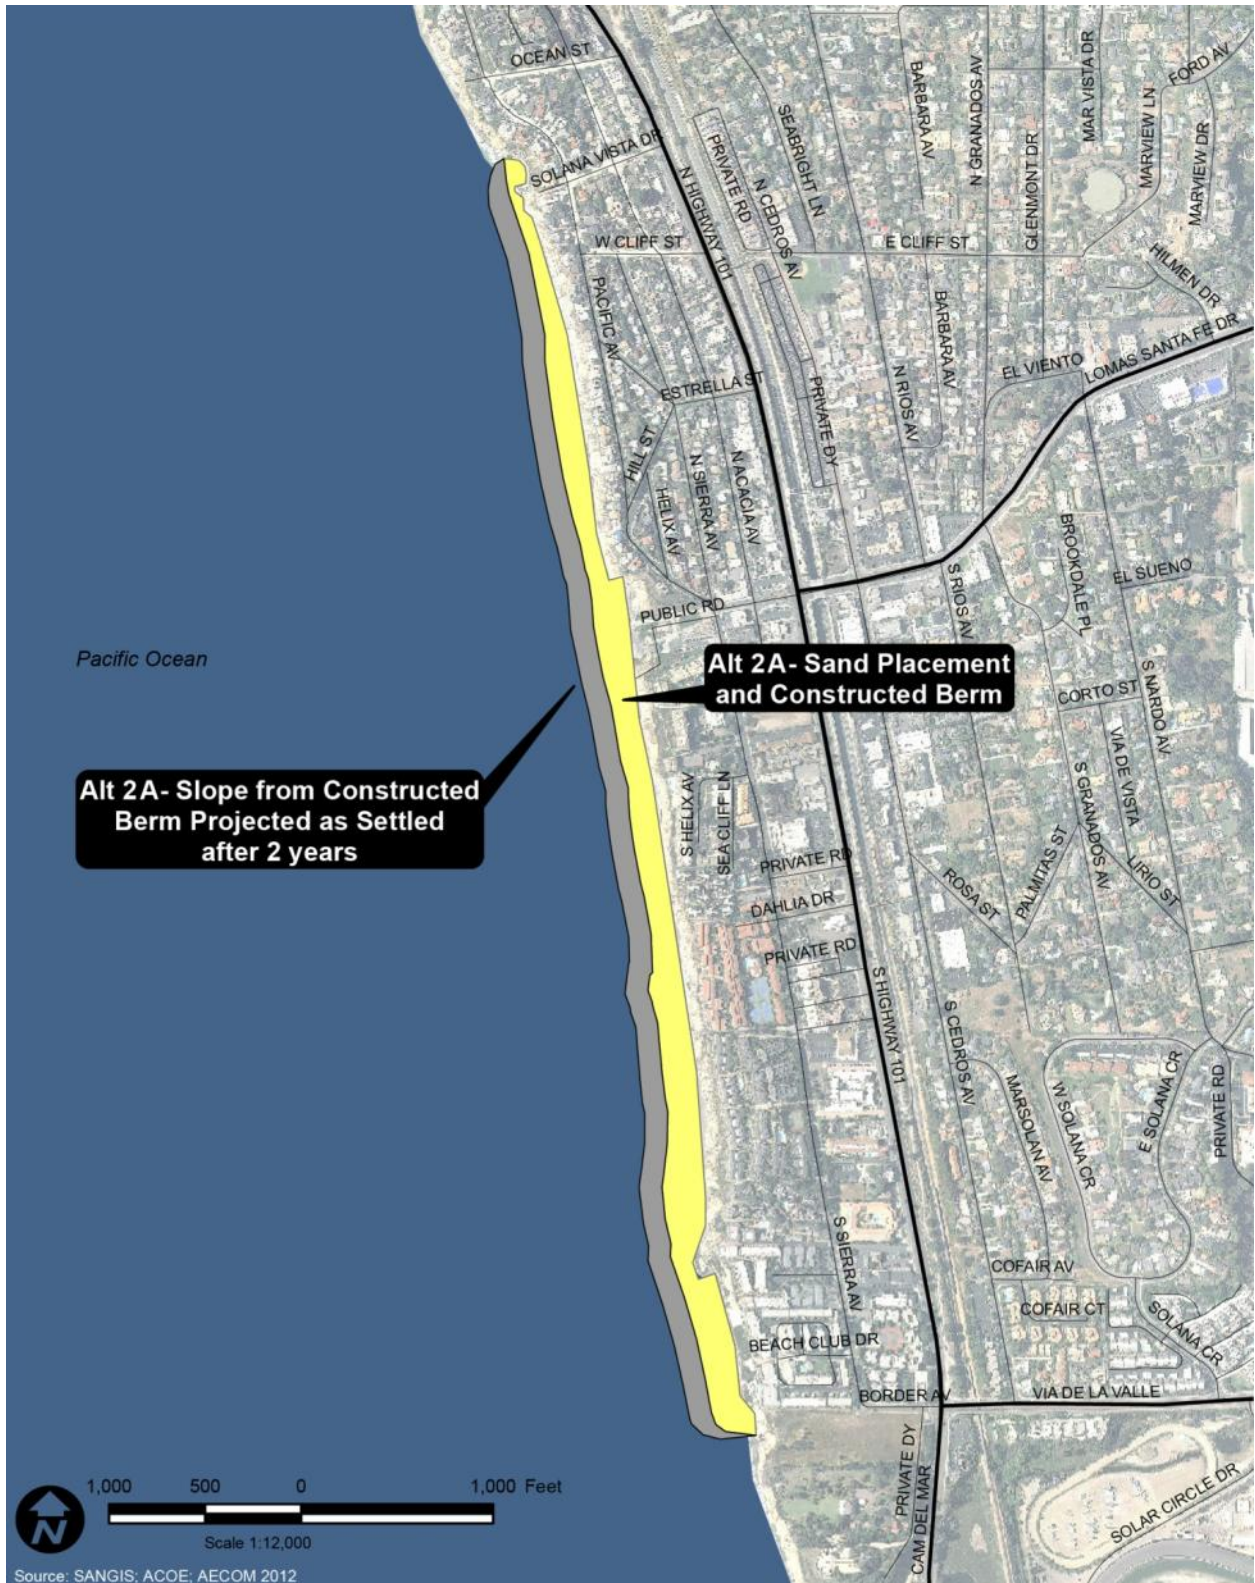 OCEAN ST
SOLANA VISTA DR
W CLIFF ST
PACIFIC AV
N HIGHWAY 101
PRIVATE RD
N CEDROS AV
SEABRIGHT LN
BARBARA AV
N GRANADOS AV
MAR VISTA DR
FORD AV
MARVIEW LN
MARVIEW DR
GLENMONT DR
E CLIFF ST
HILMEN DR
BARBARA AV
LOMAS SANTA FE DR
EL VIENTO
N RIOS AV
PRIVATE DY
ESTRELLA ST
HILL ST
HELIX AV
N SIERRA AV
N ACACIA AV
PUBLIC RD
S RIOS AV
BROOKDALE PL
EL SUENO
Pacific Ocean
Alt 2A- Sand Placement
and Constructed Berm
CORTO ST
S NARDO AV
VIA DE VISTA
S GRANADOS AV
Alt 2A- Slope from Constructed
Berm Projected as Settled
after 2 years
S HELIX AV
SEA CLIFF LN
PRIVATE RD
DAHLIA DR
PRIVATE RD
ROSA ST
PALMITAS ST
LIRIO ST
S HIGHWAY 101
S CEDROS AV
MARSOLAN AV
W SOLANA CR
E SOLANA CR
PRIVATE RD
S SIERRA AV
COFAIR AV
COFAIR CT
SOLANA CR
BEACH CLUB DR
BORDER AV
VIA DE LA VALLE
PRIVATE DY
CAM DEL MAR
SOLAR CIRCLE DR
1,000 500 0 1,000 Feet
N
Scale 1:12,000
Source: SANGIS; ACOE; AECOM 2012